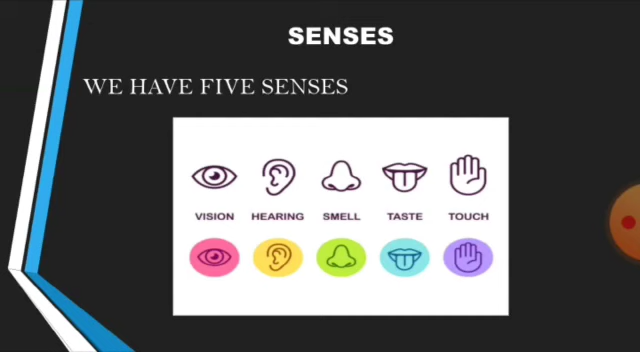 SENSES
WE HAVE FIVE SENSES
VISION HEARING SMELL TASTE TOUCH